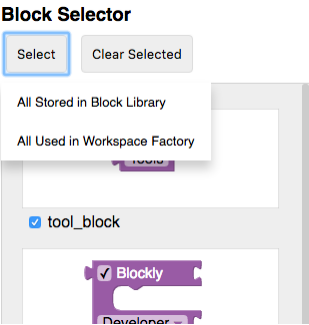 Block Selector
Select Clear Selected
All Stored in Block Library
All Used in Workspace Factory
Tools
tool_block
Blockly
Developer